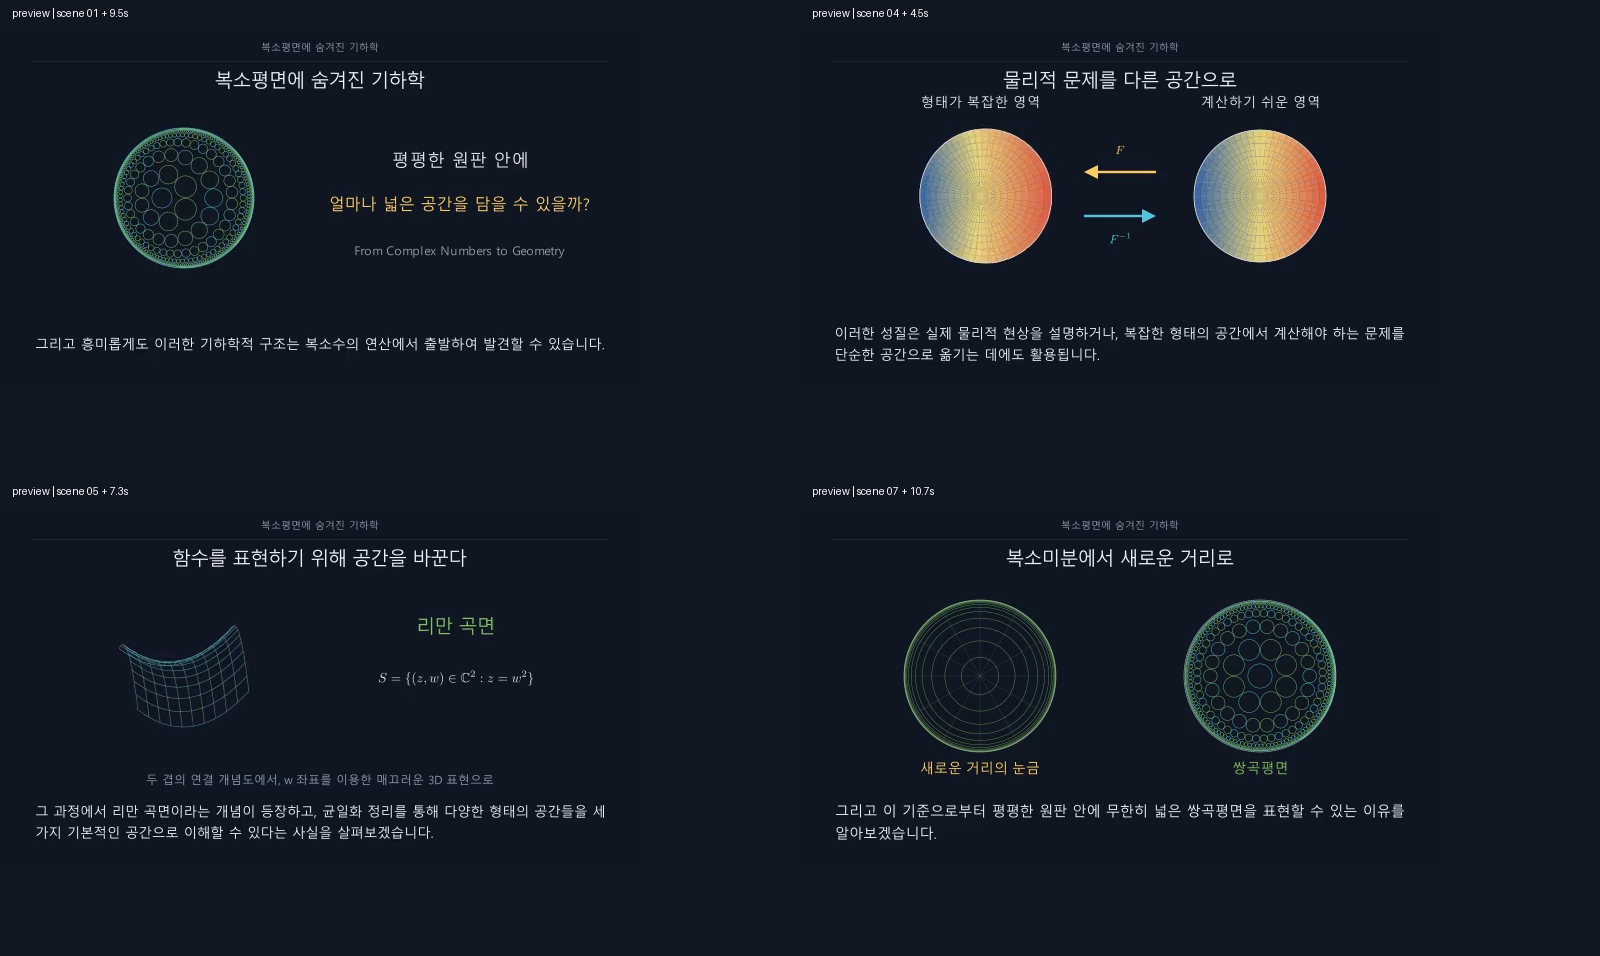 preview | scene 01 + 9.5s
복소평면에 숨겨진 기하학
복소평면에 숨겨진 기하학
평평한 원판 안에
얼마나 넓은 공간을 담을 수 있을까?
From Complex Numbers to Geometry
그리고 흥미롭게도 이러한 기하학적 구조는 복소수의 연산에서 출발하여 발견할 수 있습니다.
preview | scene 04 + 4.5s
복소평면에 숨겨진 기하학
물리적 문제를 다른 공간으로
형태가 복잡한 영역
계산하기 쉬운 영역
F
F⁻¹
이러한 성질은 실제 물리적 현상을 설명하거나, 복잡한 형태의 공간에서 계산해야 하는 문제를
단순한 공간으로 옮기는 데에도 활용됩니다.
preview | scene 05 + 7.3s
복소평면에 숨겨진 기하학
함수를 표현하기 위해 공간을 바꾼다
리만 곡면
S = {(z, w) ∈ ℂ² : z = w²}
두 겹의 연결 개념도에서, w 좌표를 이용한 매끄러운 3D 표현으로
그 과정에서 리만 곡면이라는 개념이 등장하고, 균일화 정리를 통해 다양한 형태의 공간들을 세
가지 기본적인 공간으로 이해할 수 있다는 사실을 살펴보겠습니다.
preview | scene 07 + 10.7s
복소평면에 숨겨진 기하학
복소미분에서 새로운 거리로
새로운 거리의 눈금
쌍곡평면
그리고 이 기준으로부터 평평한 원판 안에 무한히 넓은 쌍곡평면을 표현할 수 있는 이유를
알아보겠습니다.